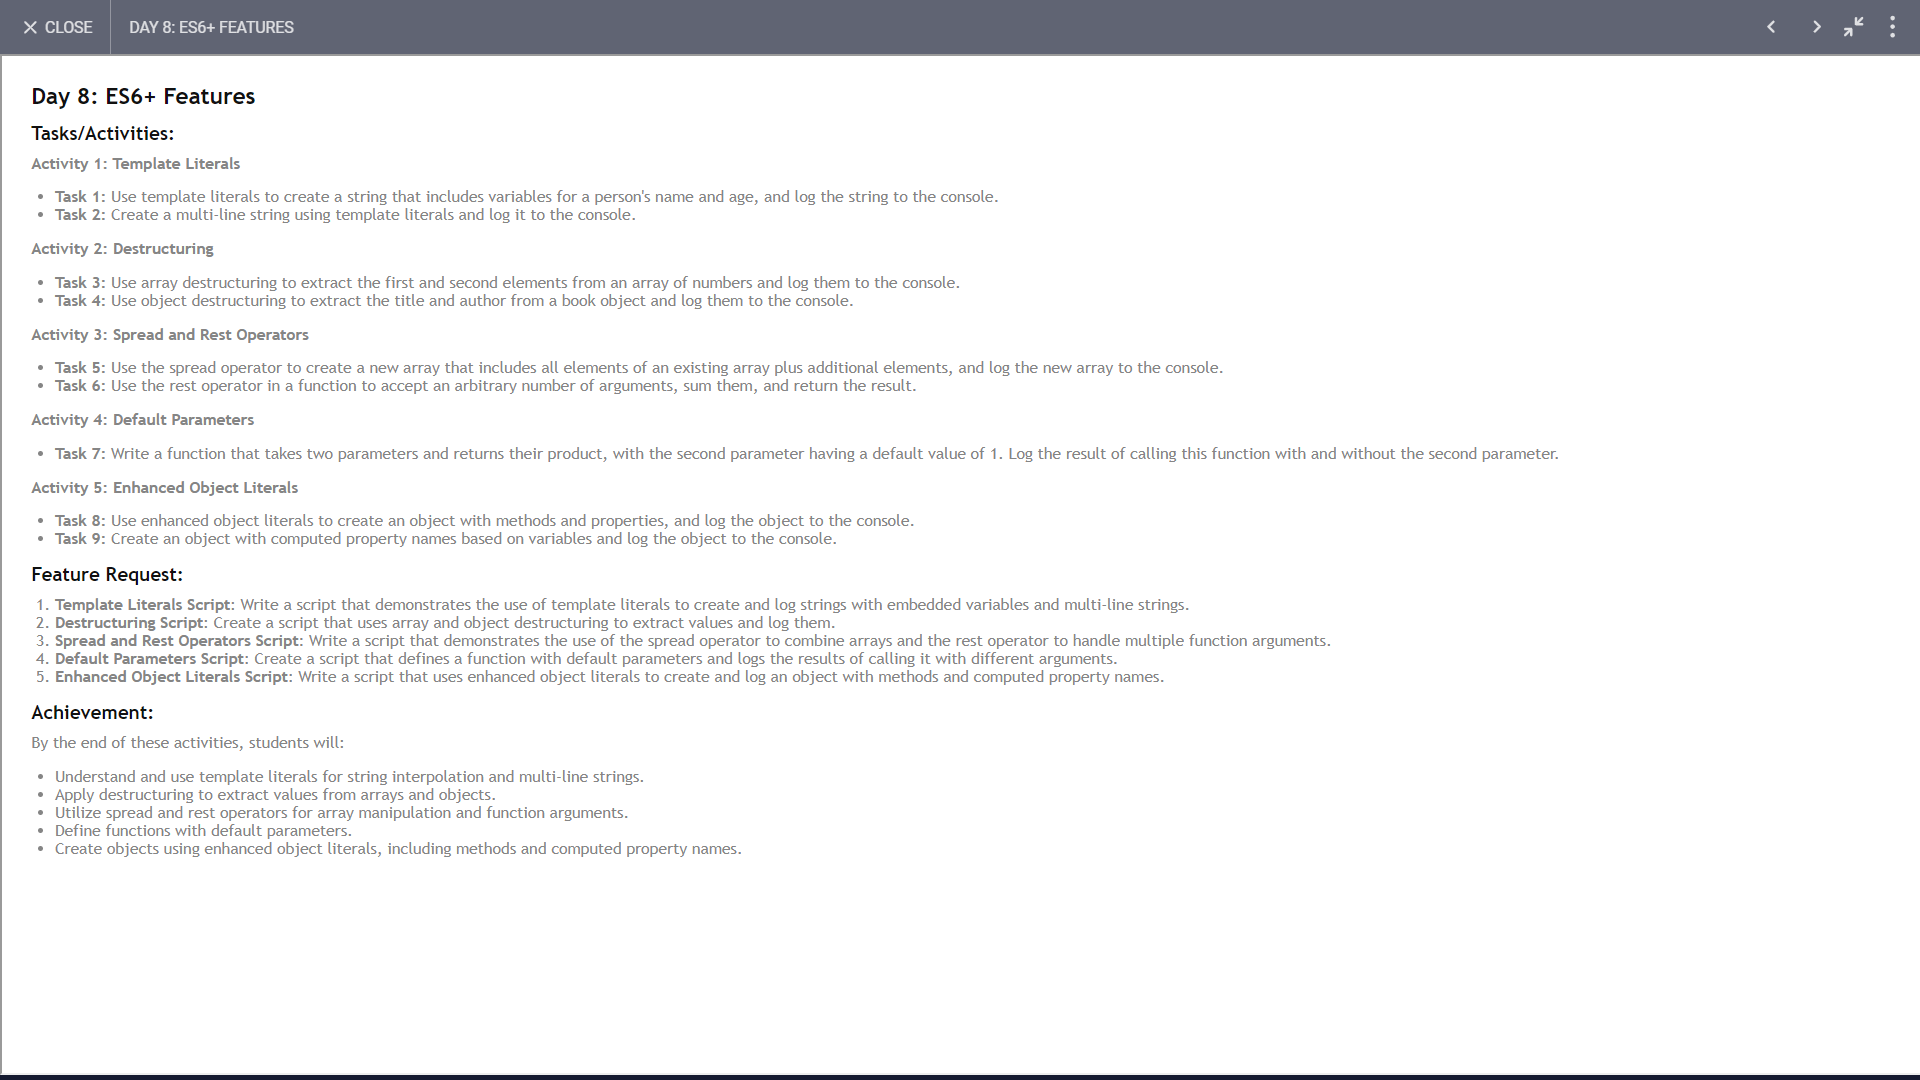 CLOSE
DAY 8: ES6+ FEATURES
Day 8: ES6+ Features
Tasks/Activities:
Activity 1: Template Literals
• Task 1: Use template literals to create a string that includes variables for a person's name and age, and log the string to the console.
• Task 2: Create a multi-line string using template literals and log it to the console.
Activity 2: Destructuring
• Task 3: Use array destructuring to extract the first and second elements from an array of numbers and log them to the console.
• Task 4: Use object destructuring to extract the title and author from a book object and log them to the console.
Activity 3: Spread and Rest Operators
• Task 5: Use the spread operator to create a new array that includes all elements of an existing array plus additional elements, and log the new array to the console.
• Task 6: Use the rest operator in a function to accept an arbitrary number of arguments, sum them, and return the result.
Activity 4: Default Parameters
• Task 7: Write a function that takes two parameters and returns their product, with the second parameter having a default value of 1. Log the result of calling this function with and without the second parameter.
Activity 5: Enhanced Object Literals
• Task 8: Use enhanced object literals to create an object with methods and properties, and log the object to the console.
• Task 9: Create an object with computed property names based on variables and log the object to the console.
Feature Request:
1. Template Literals Script: Write a script that demonstrates the use of template literals to create and log strings with embedded variables and multi-line strings.
2. Destructuring Script: Create a script that uses array and object destructuring to extract values and log them.
3. Spread and Rest Operators Script: Write a script that demonstrates the use of the spread operator to combine arrays and the rest operator to handle multiple function arguments.
4. Default Parameters Script: Create a script that defines a function with default parameters and logs the results of calling it with different arguments.
5. Enhanced Object Literals Script: Write a script that uses enhanced object literals to create and log an object with methods and computed property names.
Achievement:
By the end of these activities, students will:
• Understand and use template literals for string interpolation and multi-line strings.
• Apply destructuring to extract values from arrays and objects.
• Utilize spread and rest operators for array manipulation and function arguments.
• Define functions with default parameters.
• Create objects using enhanced object literals, including methods and computed property names.